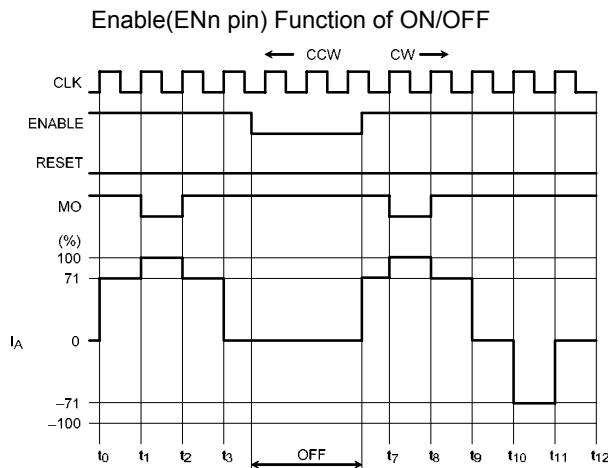 Enable(ENn pin) Function of ON/OFF
← CCW CW →
CLK
ENABLE
RESET
MO
(%)
100
71
IA 0
–71
–100
t0 t1 t2 t3 OFF t7 t8 t9 t10 t11 t12